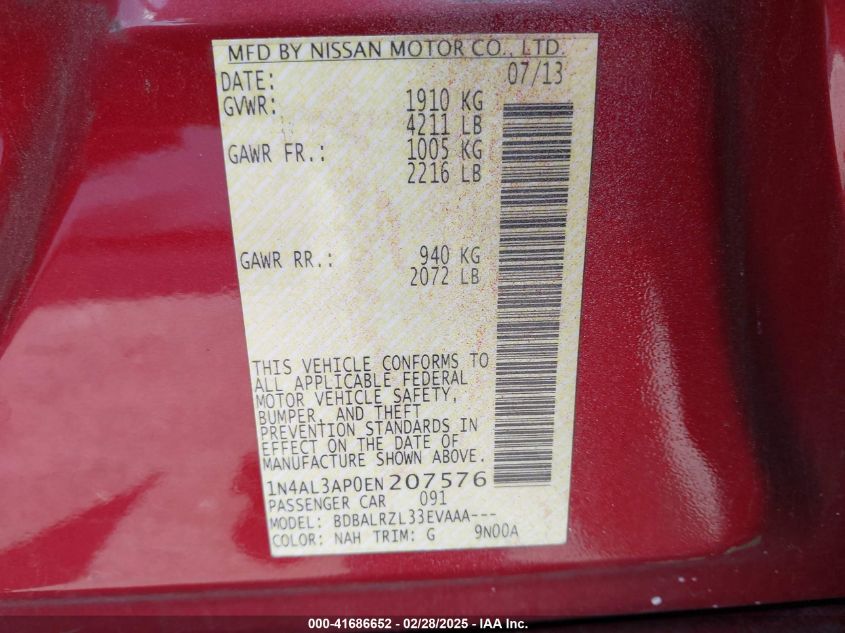 MFD BY NISSAN MOTOR CO., LTD.
DATE: 07/13
GVWR: 1910 KG
4211 LB
GAWR FR.: 1005 KG
2216 LB
GAWR RR.: 940 KG
2072 LB
THIS VEHICLE CONFORMS TO
ALL APPLICABLE FEDERAL
MOTOR VEHICLE SAFETY,
BUMPER, AND THEFT
PREVENTION STANDARDS IN
EFFECT ON THE DATE OF
MANUFACTURE SHOWN ABOVE.
1N4AL3AP0EN207576
PASSENGER CAR 091
MODEL: BDBALRZL33EVAAA---
COLOR: NAH TRIM: G 9N00A
000-41686652 / 02/28/2025 / IAA Inc.